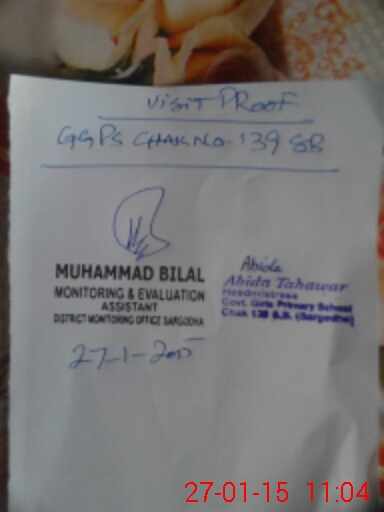 VISIT PROOF
GGPS CHAK NO. 139 SB
MUHAMMAD BILAL
MONITORING & EVALUATION
ASSISTANT
DISTRICT MONITORING OFFICE SARGODHA
27-1-2015
Abida
Abida Tahawar
Headmistress
Govt. Girls Primary School
Chak 139 S.B. (Sargodha)
27-01-15 11:04